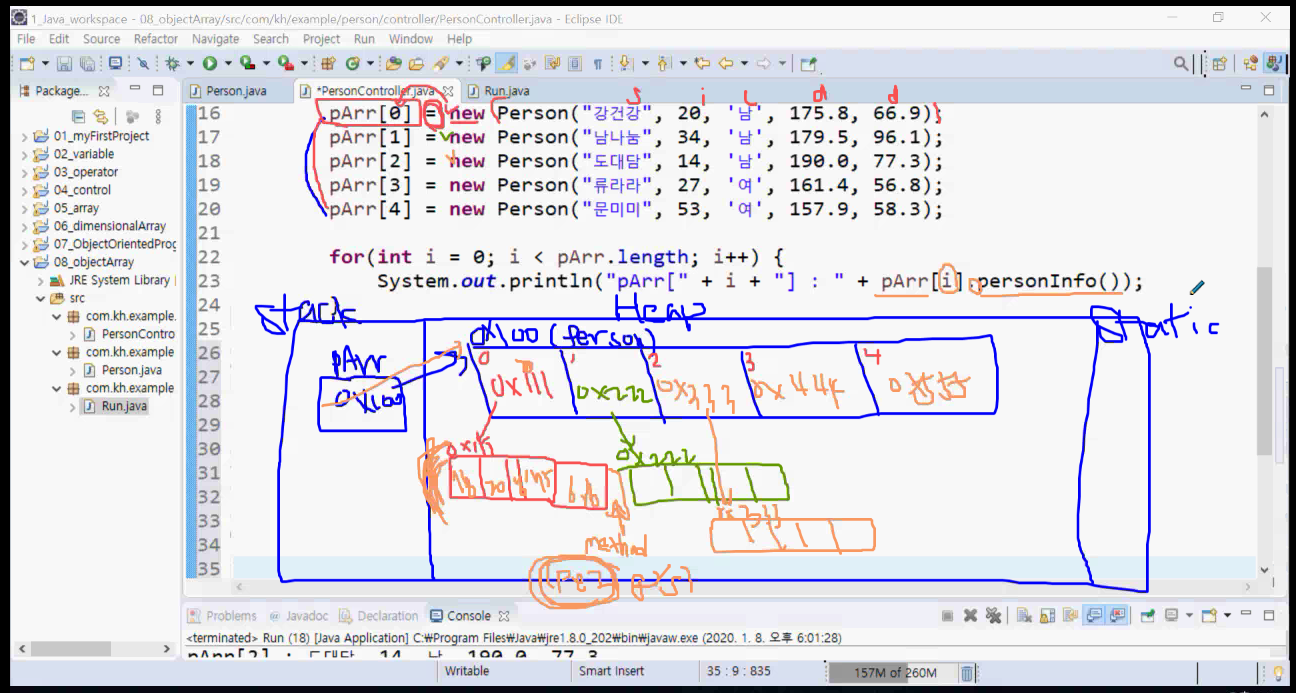 1_Java_workspace - 08_objectArray/src/com/kh/example/person/controller/PersonController.java - Eclipse IDE
File Edit Source Refactor Navigate Search Project Run Window Help
Package...
Person.java *PersonController.java Run.java
01_myFirstProject
02_variable
03_operator
04_control
05_array
06_dimensionalArray
07_ObjectOrientedProg
08_objectArray
JRE System Library
src
com.kh.example.
PersonContro
com.kh.example
Person.java
com.kh.example
Run.java
S i c d d
16 pArr[0] = new Person("강건강", 20, '남', 175.8, 66.9);
17 pArr[1] = new Person("남나눔", 34, '남', 179.5, 96.1);
18 pArr[2] = new Person("도대담", 14, '남', 190.0, 77.3);
19 pArr[3] = new Person("류라라", 27, '여', 161.4, 56.8);
20 pArr[4] = new Person("문미미", 53, '여', 157.9, 58.3);
21
22 for(int i = 0; i < pArr.length; i++) {
23 System.out.println("pArr[" + i + "] : " + pArr[i].personInfo());
24 Stack Heap Static
25 0x100 (person)
26 pArr 0 1 2 3 4
27 0x111 0x222 0x333 0x444 0x555
28 0x100
29
30 0x222
31
32
33
34 method
35
Problems Javadoc Declaration Console
<terminated> Run (18) [Java Application] C:₩Program Files₩Java₩jre1.8.0_202₩bin₩javaw.exe (2020. 1. 8. 오후 6:01:28)
pArr[2] : 도대담 14 남 190.0 77.3
Writable Smart Insert 35 : 9 : 835 157M of 260M